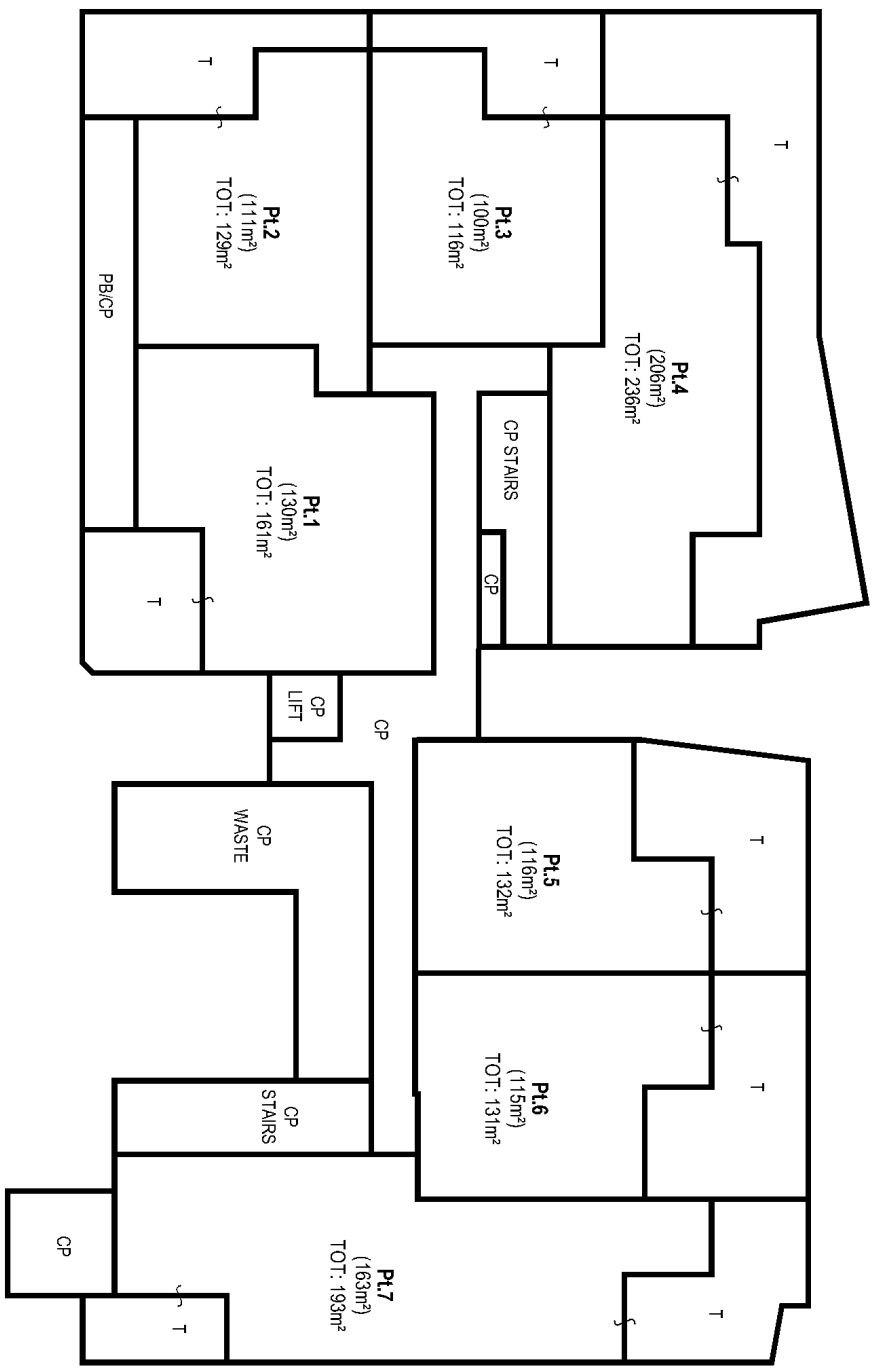 T
T
T
Pt.2
(111m²)
TOT: 129m²
Pt.3
(100m²)
TOT: 116m²
Pt.4
(206m²)
TOT: 236m²
PB/CP
CP STAIRS
Pt.1
(130m²)
TOT: 161m²
CP
T
CP
LIFT
CP
CP
WASTE
Pt.5
(116m²)
TOT: 132m²
T
Pt.6
(115m²)
TOT: 131m²
T
CP
STAIRS
CP
Pt.7
(163m²)
TOT: 193m²
T
T